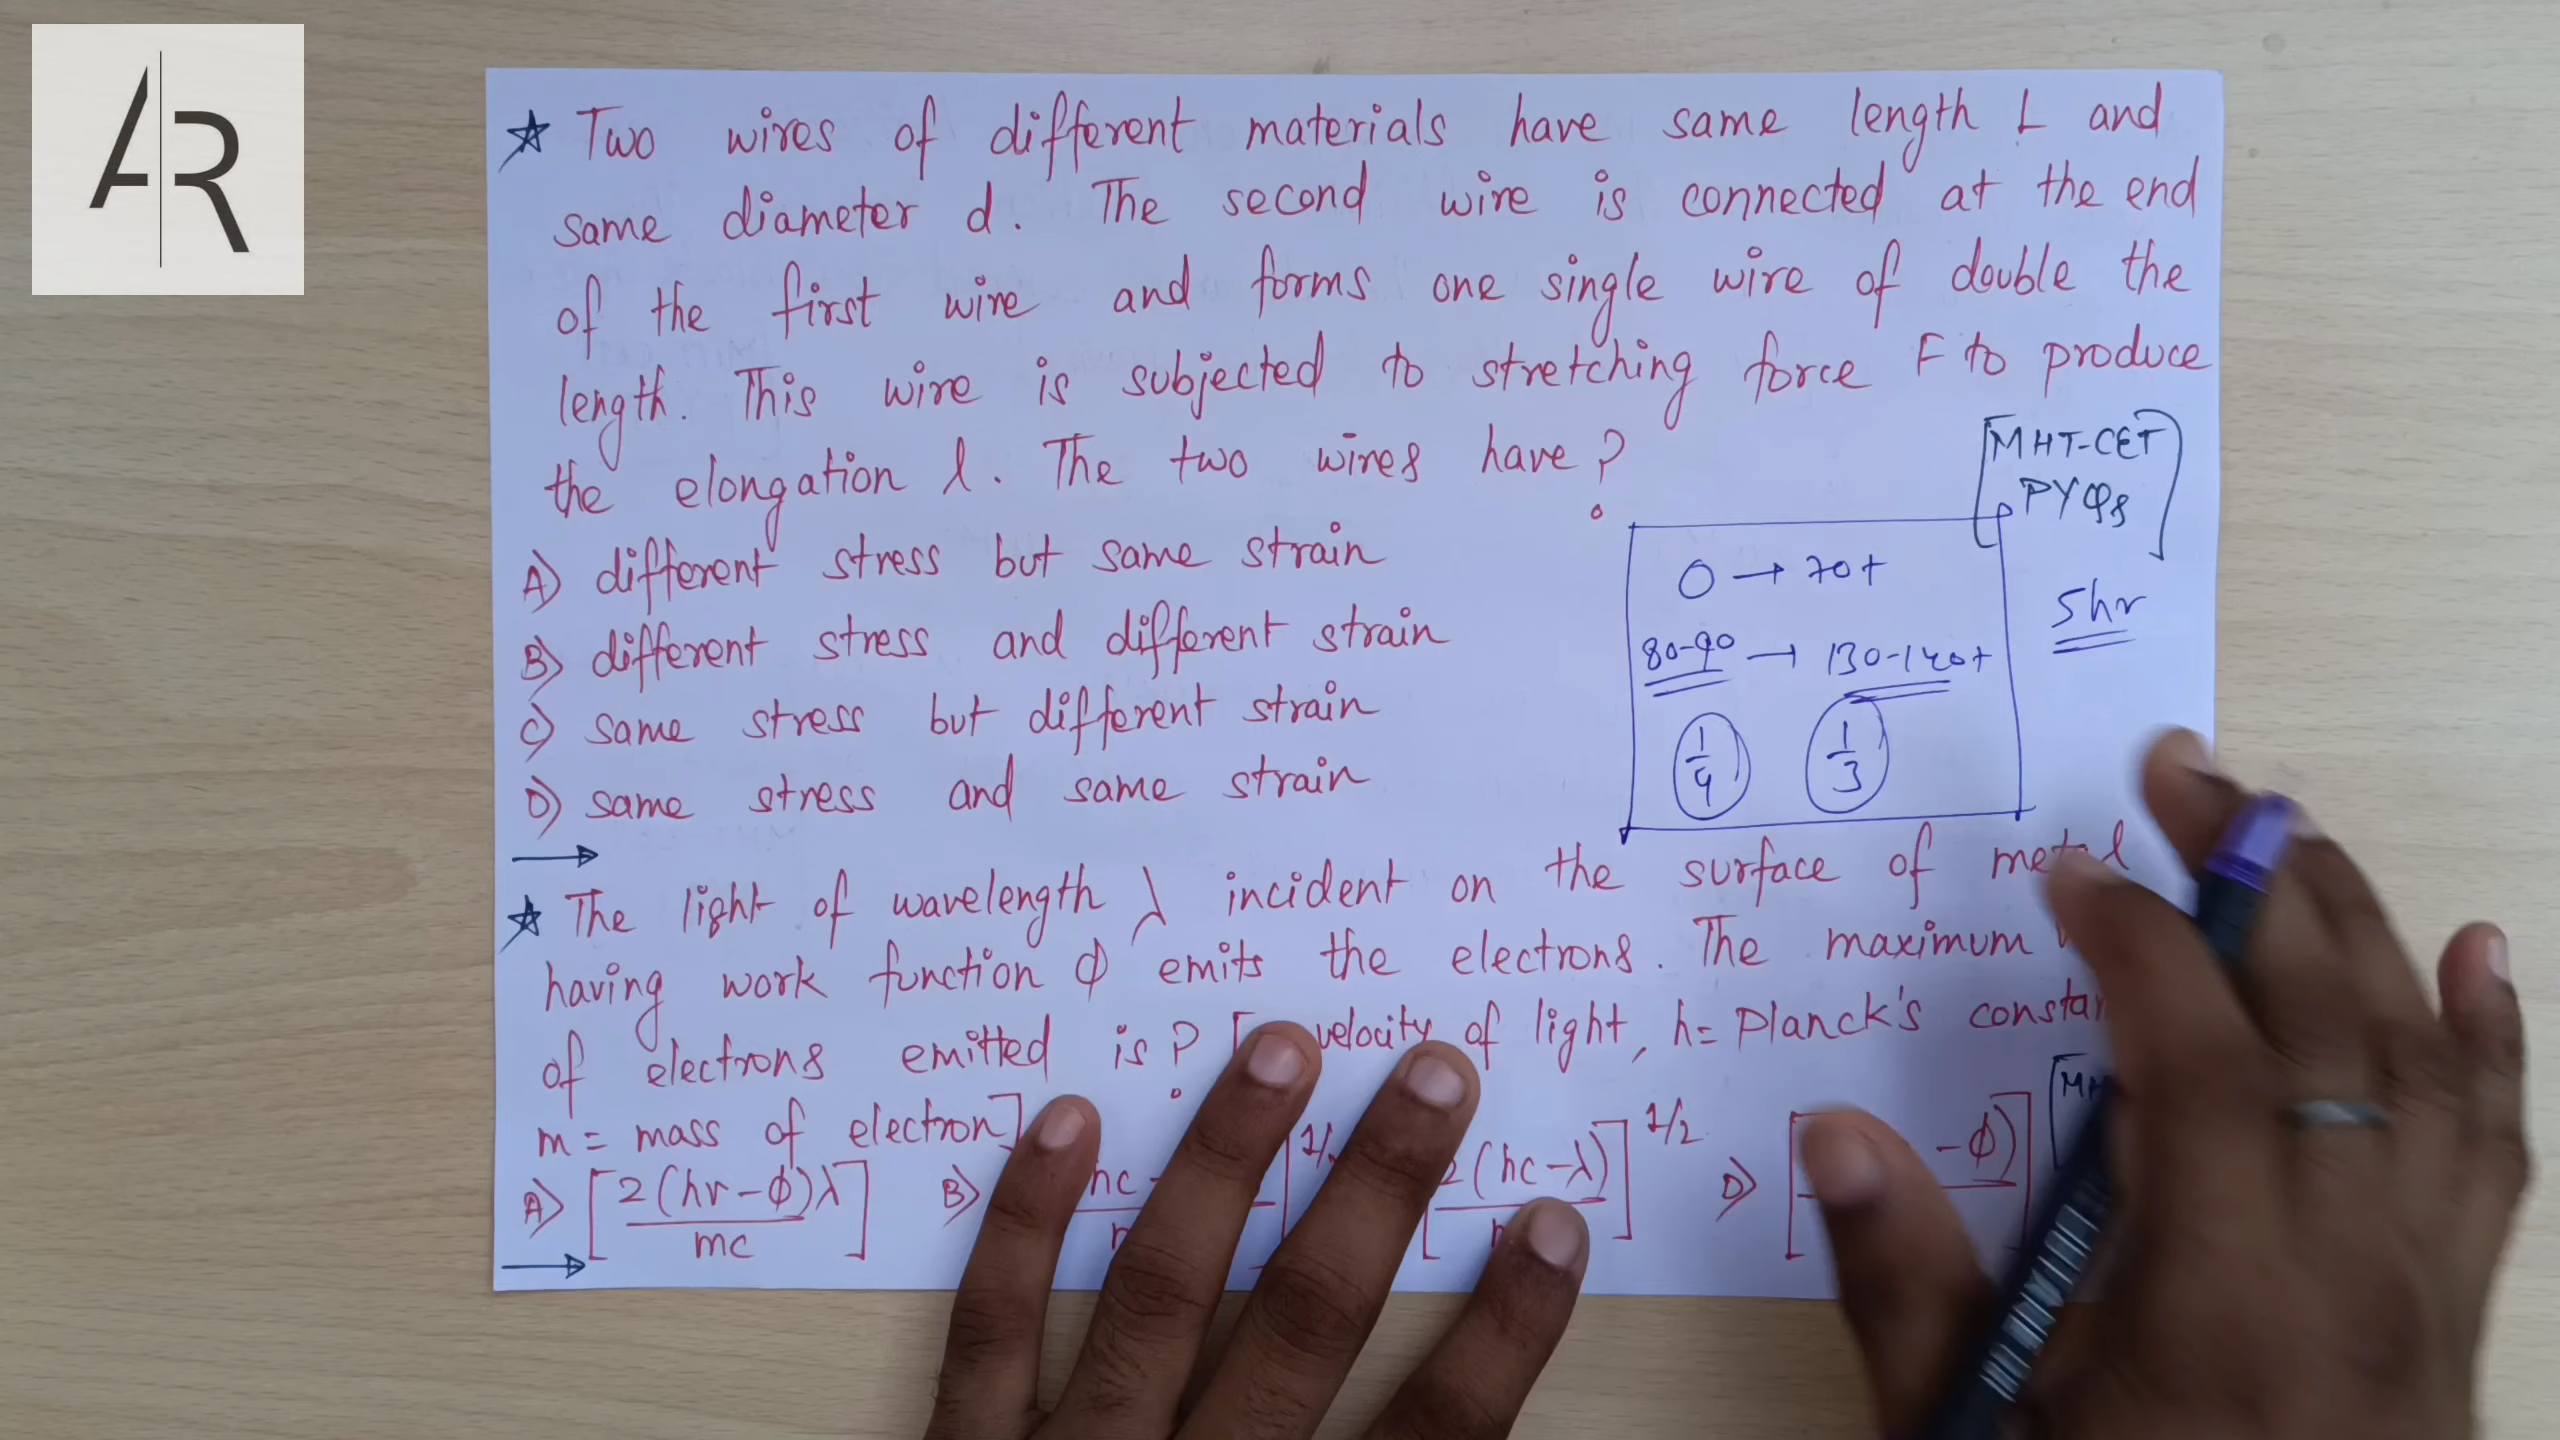 AR
☆ Two wires of different materials have same length L and
same diameter d. The second wire is connected at the end
of the first wire and forms one single wire of double the
length. This wire is subjected to stretching force F to produce
the elongation l. The two wires have?
[MHT-CET
PYQs]
A) different stress but same strain
B) different stress and different strain
C) same stress but different strain
D) same stress and same strain
0 → 70+
80-90 → 130-140+
1/4 1/3
5hr
☆ The light of wavelength λ incident on the surface of metal
having work function ϕ emits the electrons. The maximum
of electrons emitted is? [ velocity of light, h = Planck's
m = mass of electron]
A) [2(hv-ϕ)λ/mc] B) hc 2(hc-λ)]^1/2 D) [ -ϕ)]